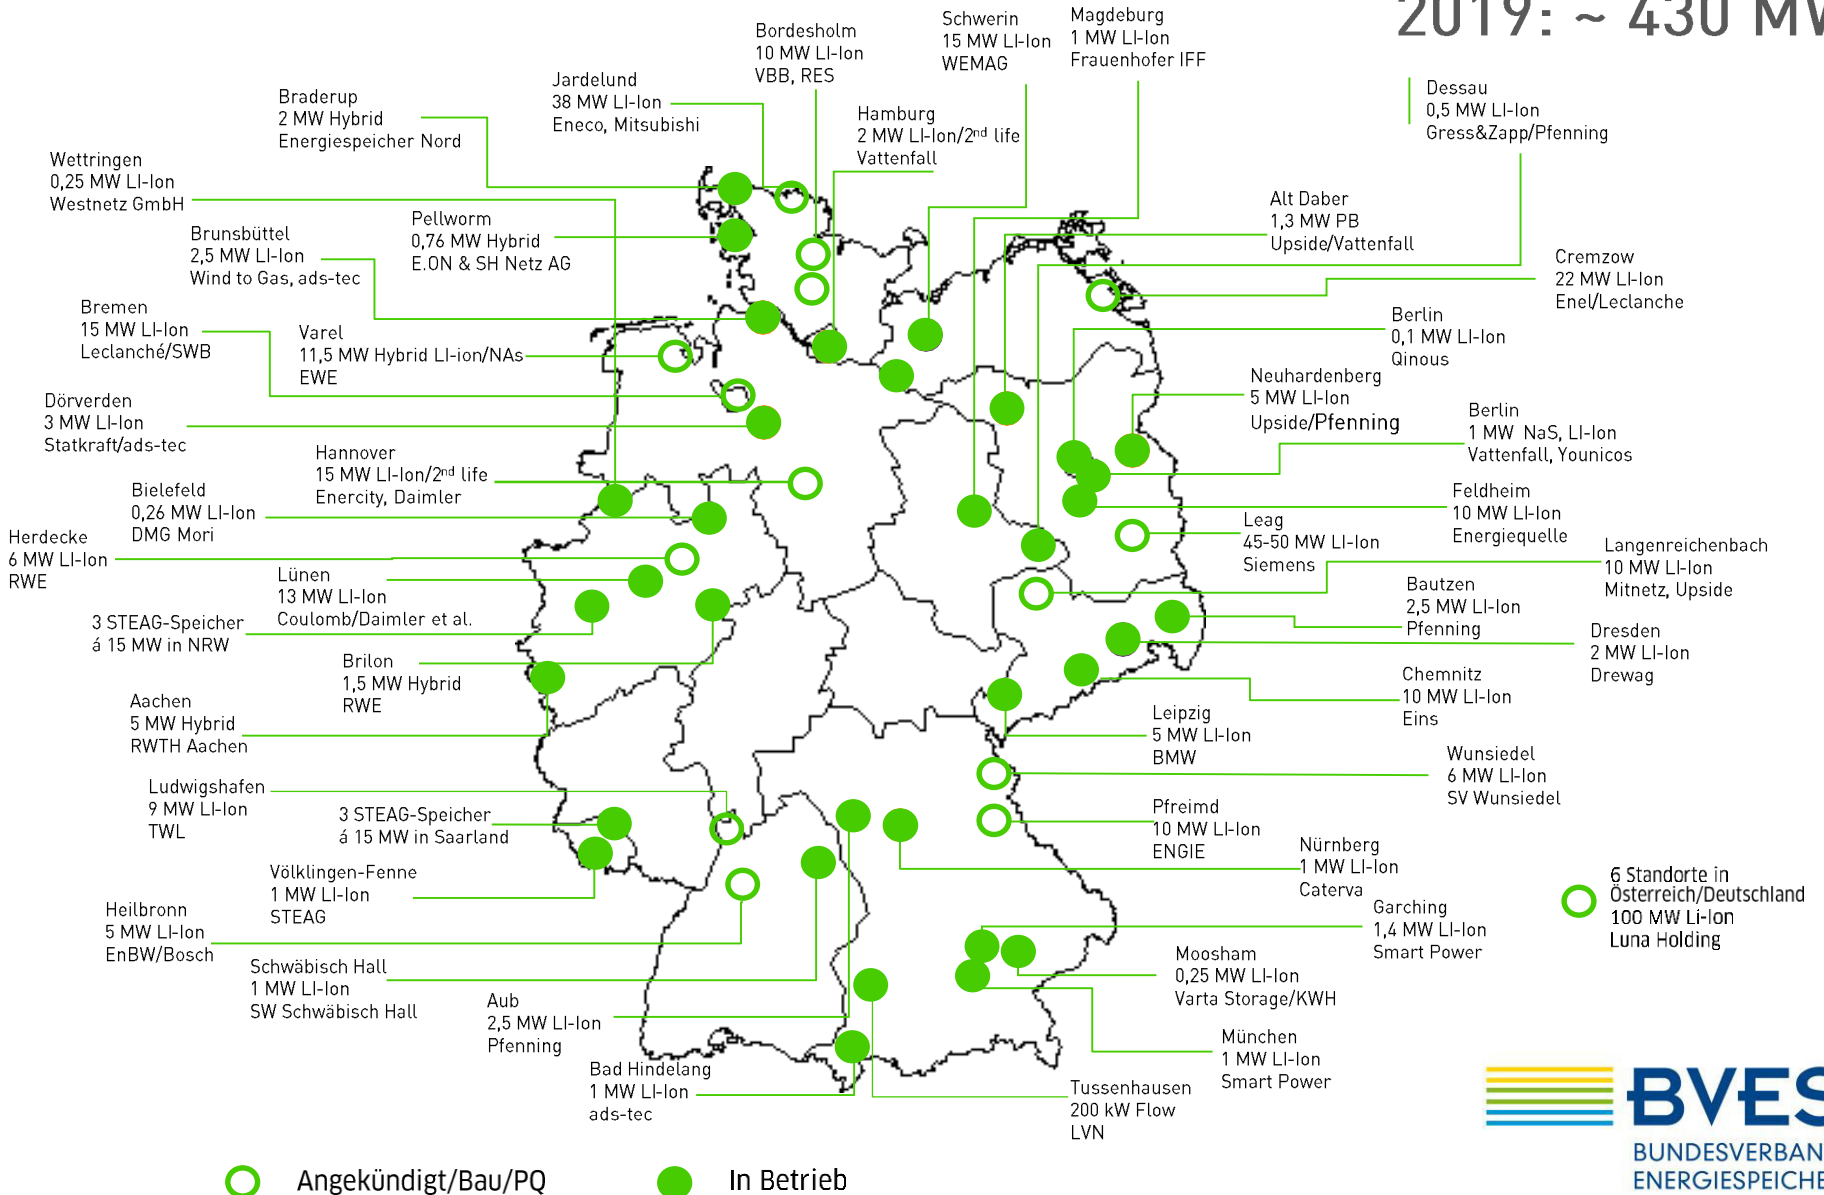 2019: ~ 430 MW
Schwerin
15 MW LI-Ion
WEMAG
Magdeburg
1 MW LI-Ion
Frauenhofer IFF
Bordesholm
10 MW LI-Ion
VBB, RES
Jardelund
38 MW LI-Ion
Eneco, Mitsubishi
Braderup
2 MW Hybrid
Energiespeicher Nord
Hamburg
2 MW LI-Ion/2nd life
Vattenfall
Dessau
0,5 MW LI-Ion
Gress&Zapp/Pfenning
Wettringen
0,25 MW LI-Ion
Westnetz GmbH
Pellworm
0,76 MW Hybrid
E.ON & SH Netz AG
Alt Daber
1,3 MW PB
Upside/Vattenfall
Brunsbüttel
2,5 MW LI-Ion
Wind to Gas, ads-tec
Cremzow
22 MW LI-Ion
Enel/Leclanche
Bremen
15 MW LI-Ion
Leclanché/SWB
Varel
11,5 MW Hybrid LI-ion/NAs
EWE
Berlin
0,1 MW LI-Ion
Qinous
Neuhardenberg
5 MW LI-Ion
Upside/Pfenning
Dörverden
3 MW LI-Ion
Statkraft/ads-tec
Berlin
1 MW NaS, LI-Ion
Vattenfall, Younicos
Hannover
15 MW LI-Ion/2nd life
Enercity, Daimler
Bielefeld
0,26 MW LI-Ion
DMG Mori
Feldheim
10 MW LI-Ion
Energiequelle
Leag
45-50 MW LI-Ion
Siemens
Herdecke
6 MW LI-Ion
RWE
Langenreichenbach
10 MW LI-Ion
Mitnetz, Upside
Lünen
13 MW LI-Ion
Coulomb/Daimler et al.
Bautzen
2,5 MW LI-Ion
Pfenning
3 STEAG-Speicher
á 15 MW in NRW
Dresden
2 MW LI-Ion
Drewag
Brilon
1,5 MW Hybrid
RWE
Chemnitz
10 MW LI-Ion
Eins
Aachen
5 MW Hybrid
RWTH Aachen
Leipzig
5 MW LI-Ion
BMW
Wunsiedel
6 MW LI-Ion
SV Wunsiedel
Ludwigshafen
9 MW LI-Ion
TWL
3 STEAG-Speicher
á 15 MW in Saarland
Pfreimd
10 MW LI-Ion
ENGIE
Nürnberg
1 MW LI-Ion
Caterva
Völklingen-Fenne
1 MW LI-Ion
STEAG
6 Standorte in
Österreich/Deutschland
100 MW Li-Ion
Luna Holding
Heilbronn
5 MW LI-Ion
EnBW/Bosch
Garching
1,4 MW LI-Ion
Smart Power
Schwäbisch Hall
1 MW LI-Ion
SW Schwäbisch Hall
Moosham
0,25 MW LI-Ion
Varta Storage/KWH
Aub
2,5 MW LI-Ion
Pfenning
München
1 MW LI-Ion
Smart Power
Bad Hindelang
1 MW LI-Ion
ads-tec
Tussenhausen
200 kW Flow
LVN
BVES
BUNDESVERBAN
ENERGIESPEICHE
Angekündigt/Bau/PQ
In Betrieb